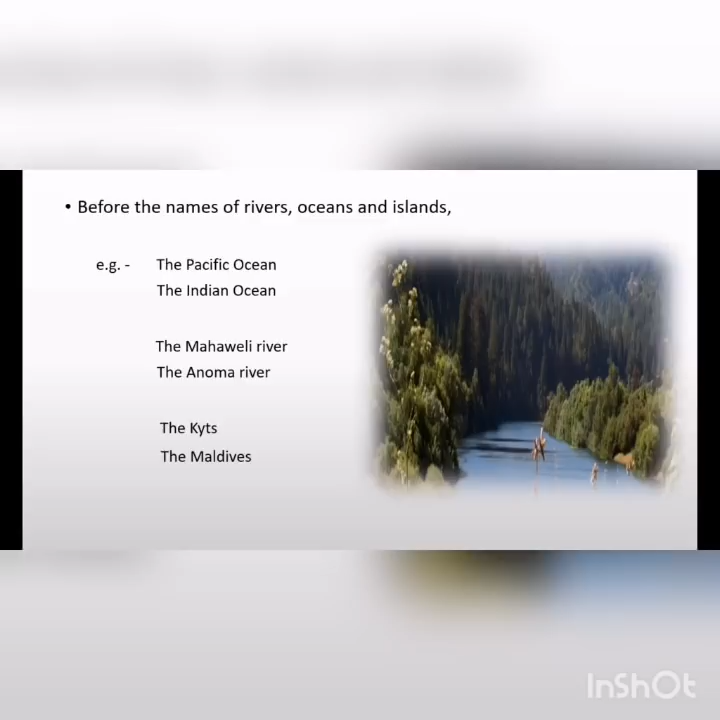 • Before the names of rivers, oceans and islands,
e.g. - The Pacific Ocean
The Indian Ocean
The Mahaweli river
The Anoma river
The Kyts
The Maldives
InShOt